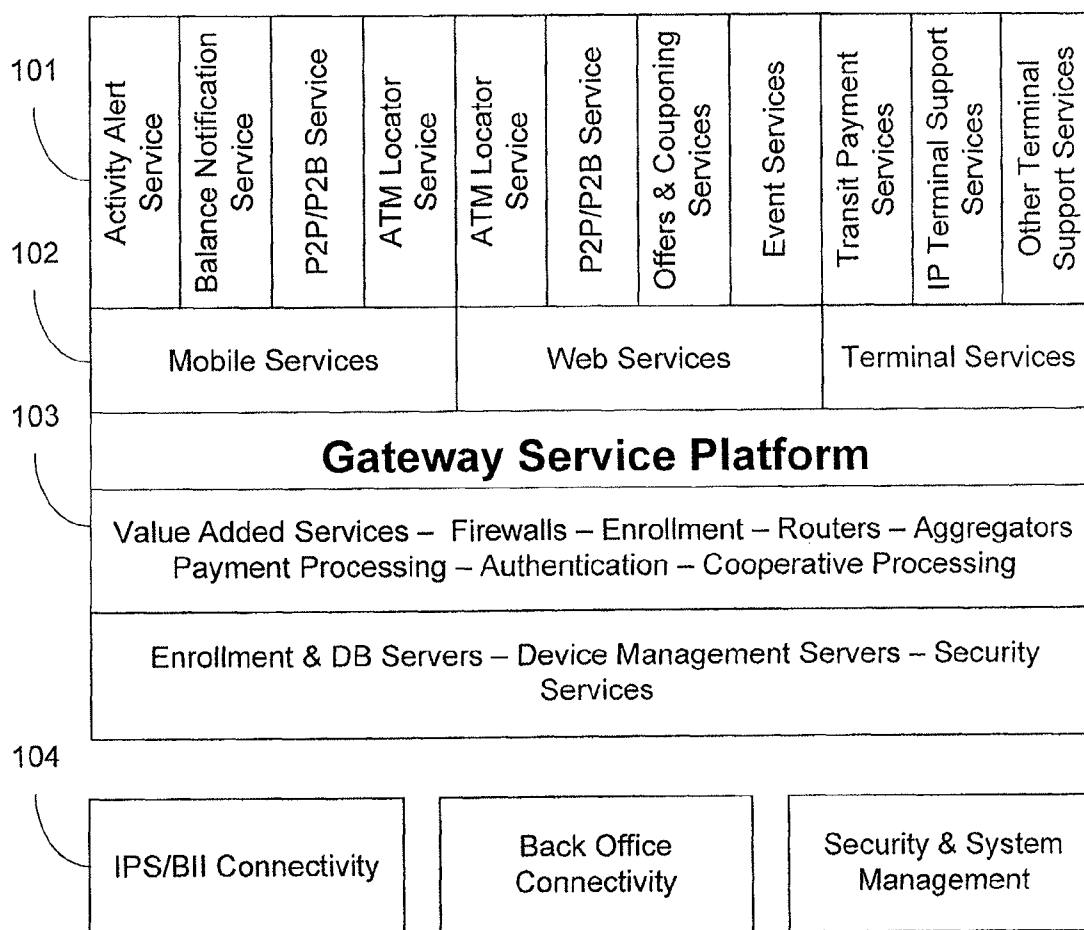 101
Activity Alert
Service
Balance Notification
Service
P2P/P2B Service
ATM Locator
Service
ATM Locator
Service
P2P/P2B Service
Offers & Couponing
Services
Event Services
Transit Payment
Services
IP Terminal Support
Services
Other Terminal
Support Services
102
Mobile Services
Web Services
Terminal Services
103
Gateway Service Platform
Value Added Services – Firewalls – Enrollment – Routers – Aggregators
Payment Processing – Authentication – Cooperative Processing
Enrollment & DB Servers – Device Management Servers – Security
Services
104
IPS/BII Connectivity
Back Office
Connectivity
Security & System
Management